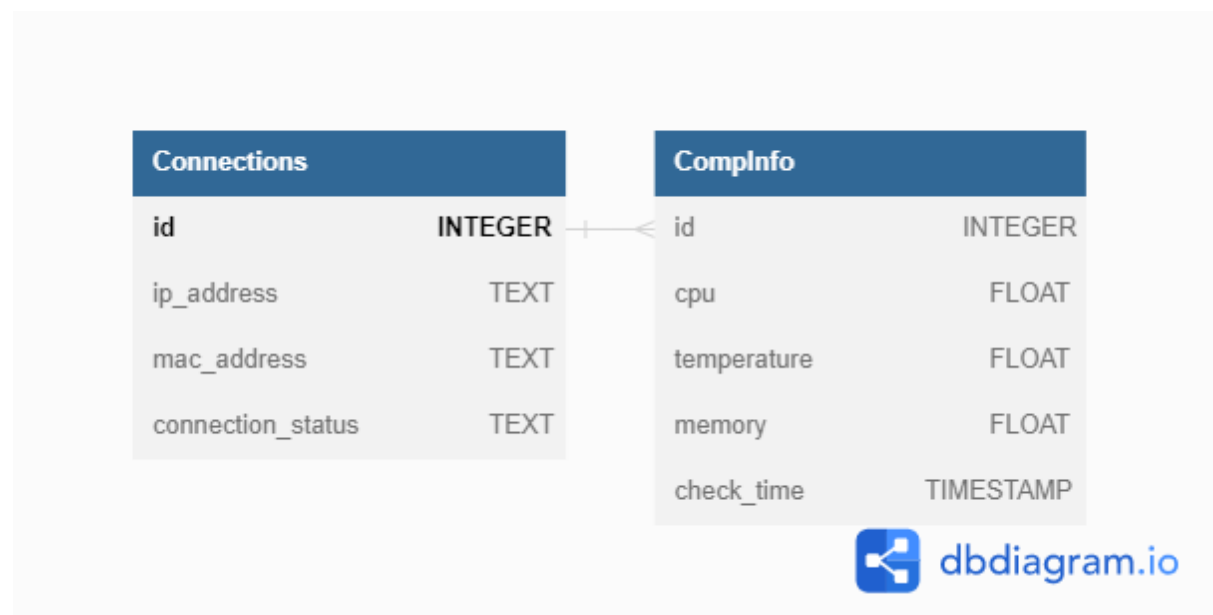 Connections
id INTEGER
ip_address TEXT
mac_address TEXT
connection_status TEXT
CompInfo
id INTEGER
cpu FLOAT
temperature FLOAT
memory FLOAT
check_time TIMESTAMP
dbdiagram.io